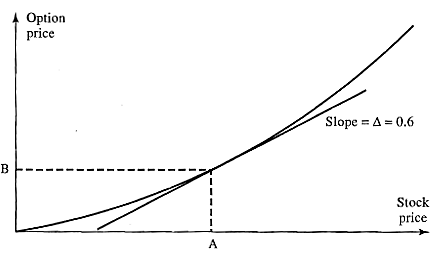 Option
price
Slope = Δ = 0.6
B
Stock
price
A